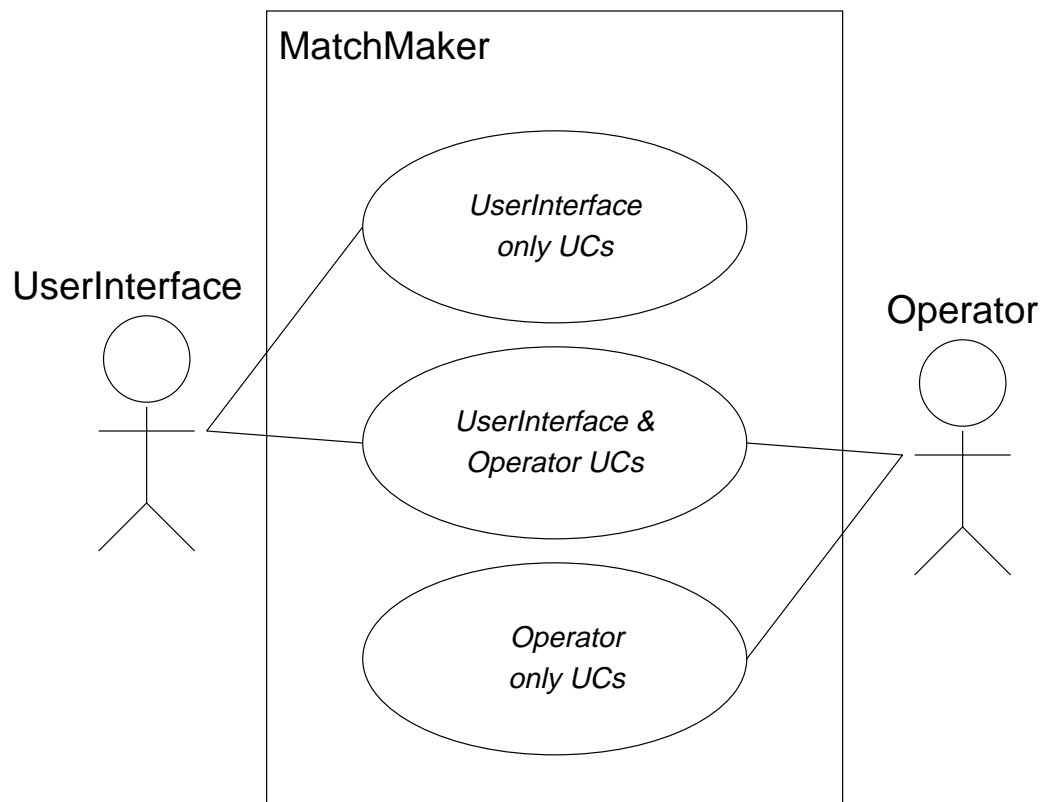 MatchMaker
UserInterface
only UCs
UserInterface
Operator
UserInterface &
Operator UCs
Operator
only UCs